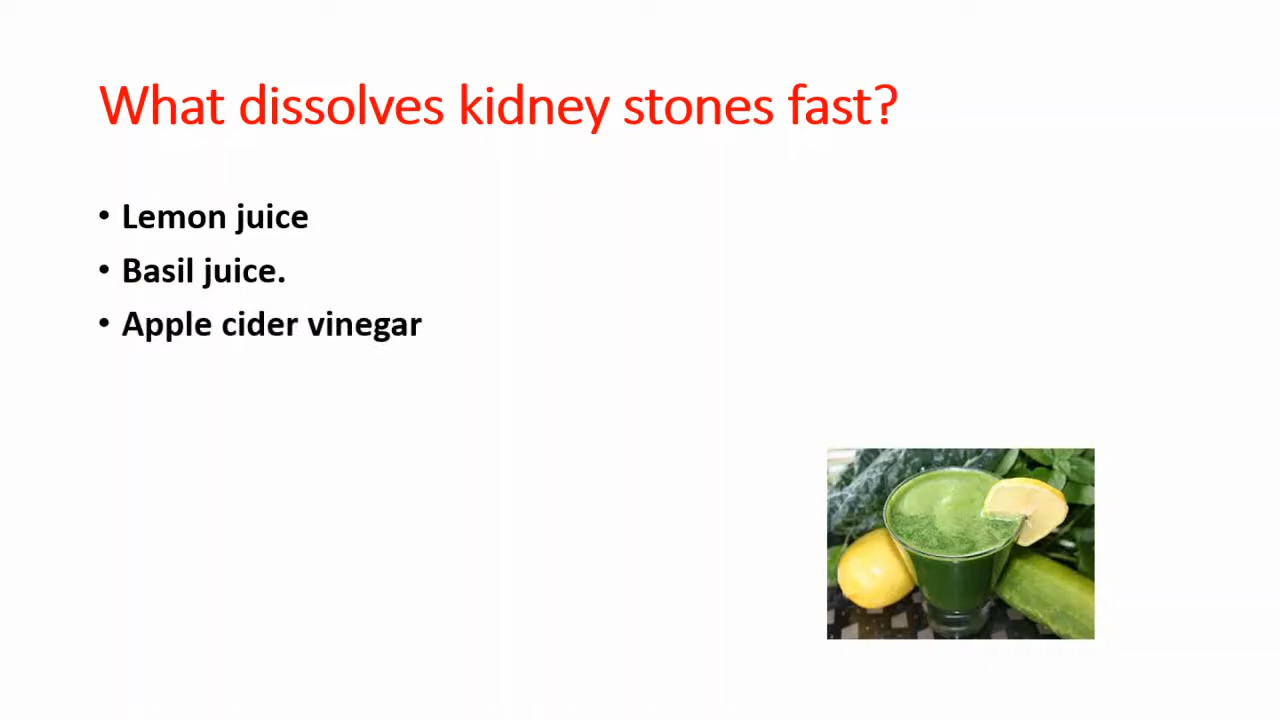 What dissolves kidney stones fast?
• Lemon juice
• Basil juice.
• Apple cider vinegar